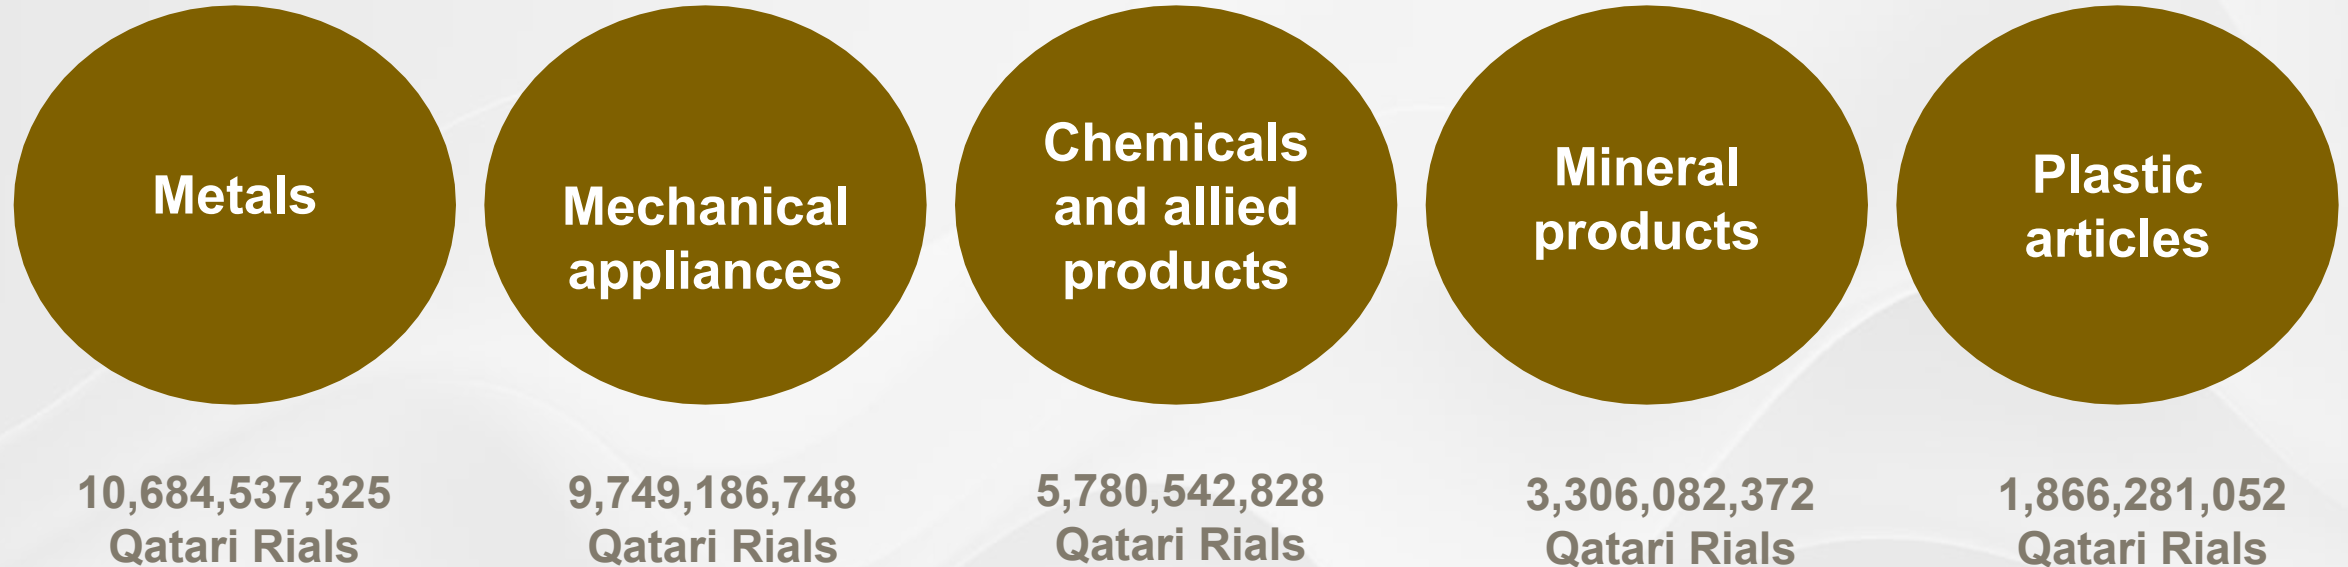 Metals
Mechanical
appliances
Chemicals
and allied
products
Mineral
products
Plastic
articles
10,684,537,325
Qatari Rials
9,749,186,748
Qatari Rials
5,780,542,828
Qatari Rials
3,306,082,372
Qatari Rials
1,866,281,052
Qatari Rials